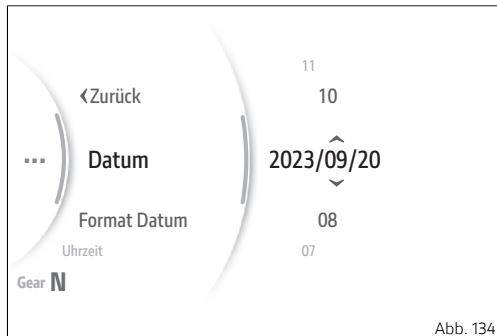 11
‹Zurück 10
... Datum 2023/09/20
Format Datum 08
Uhrzeit 07
Gear N
Abb. 134